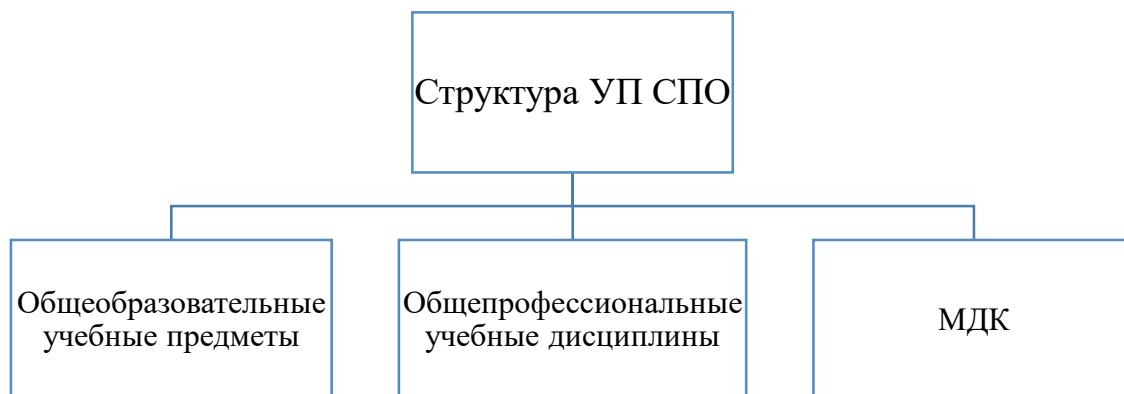 Структура УП СПО
Общеобразовательные
учебные предметы
Общепрофессиональные
учебные дисциплины
МДК